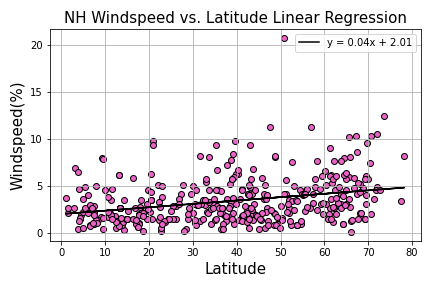 NH Windspeed vs. Latitude Linear Regression
y = 0.04x + 2.01
Windspeed(%)
20
15
10
5
0
0 10 20 30 40 50 60 70 80
Latitude